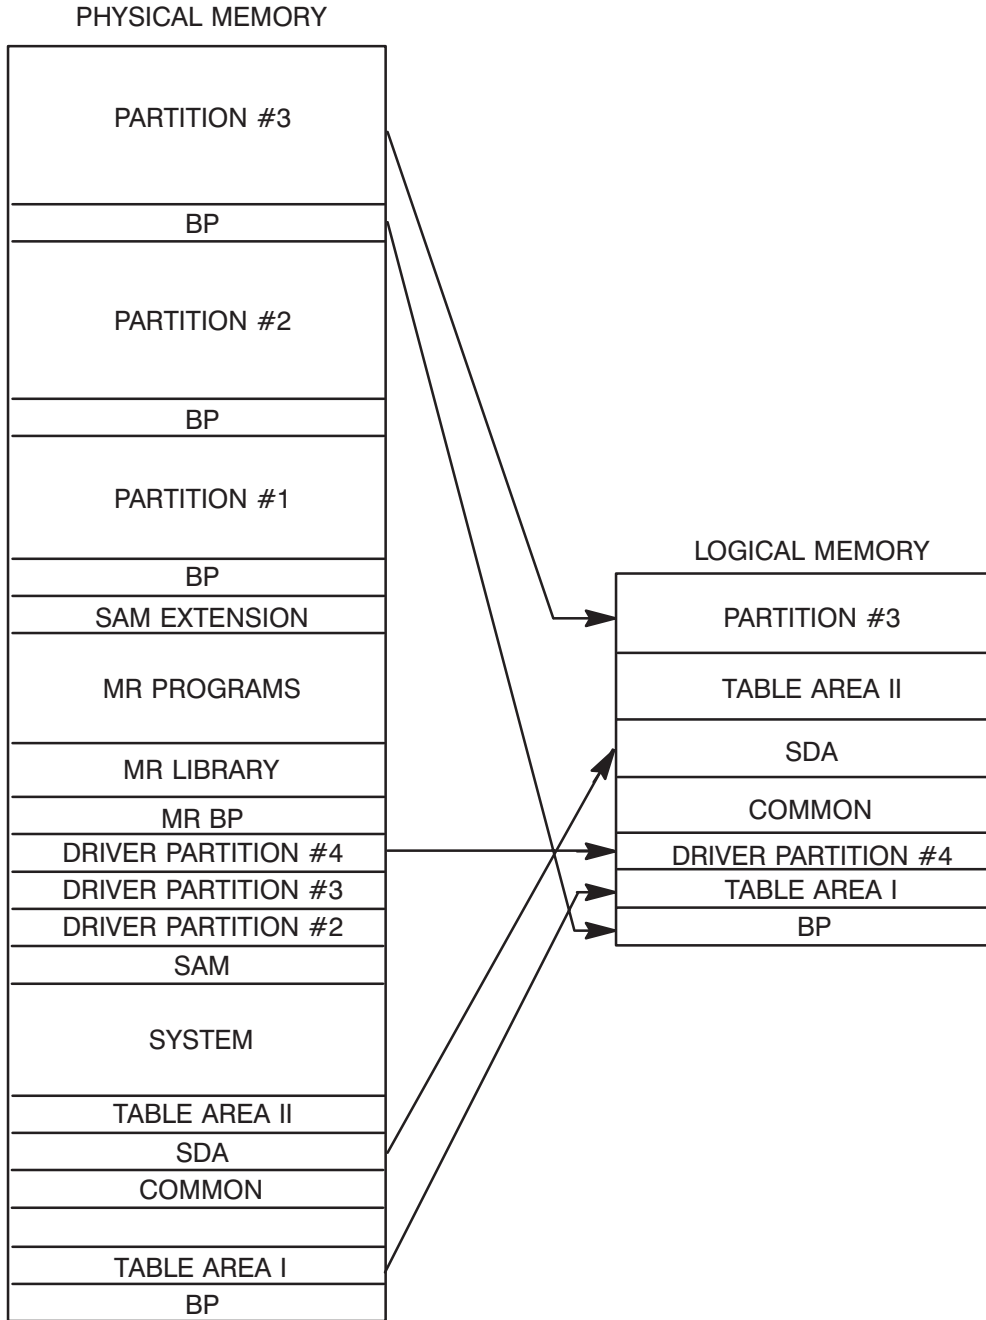 PHYSICAL MEMORY
PARTITION #3
BP
PARTITION #2
BP
PARTITION #1
BP
SAM EXTENSION
MR PROGRAMS
MR LIBRARY
MR BP
DRIVER PARTITION #4
DRIVER PARTITION #3
DRIVER PARTITION #2
SAM
SYSTEM
TABLE AREA II
SDA
COMMON
TABLE AREA I
BP
LOGICAL MEMORY
PARTITION #3
TABLE AREA II
SDA
COMMON
DRIVER PARTITION #4
TABLE AREA I
BP